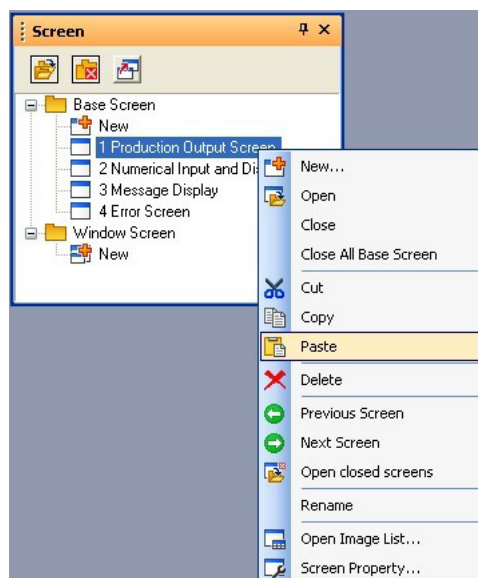 Screen
Base Screen
New
1 Production Output Screen
2 Numerical Input and Di
3 Message Display
4 Error Screen
Window Screen
New
New...
Open
Close
Close All Base Screen
Cut
Copy
Paste
Delete
Previous Screen
Next Screen
Open closed screens
Rename
Open Image List...
Screen Property...